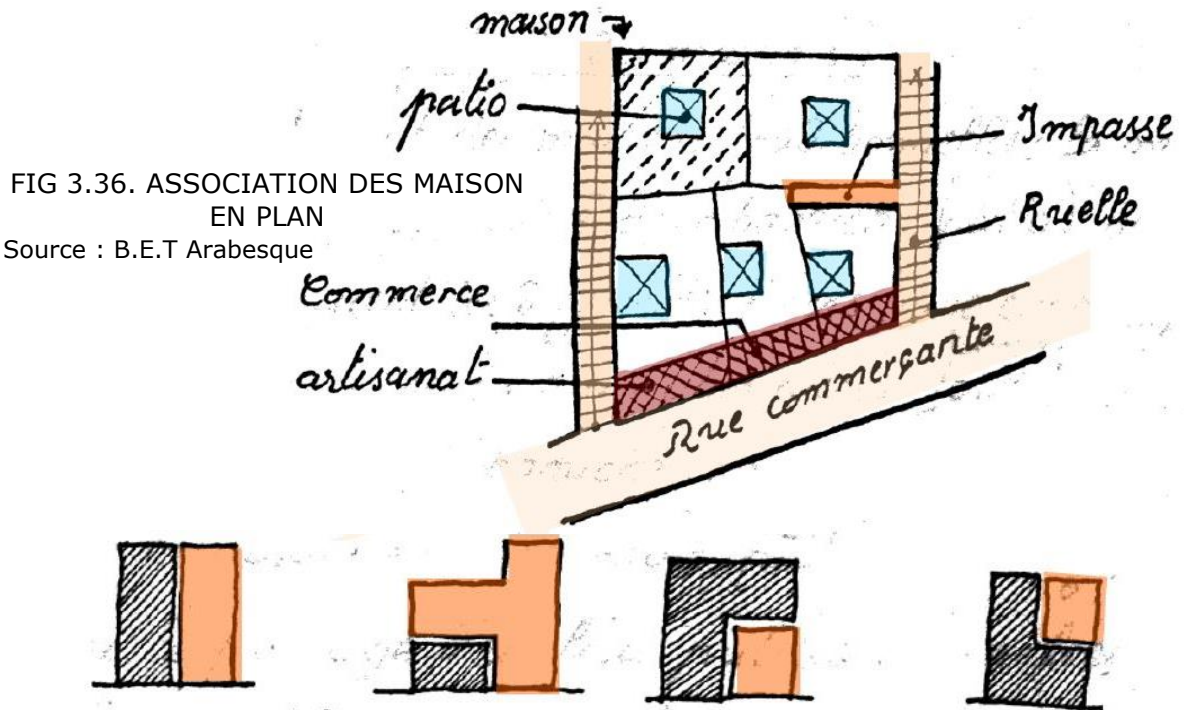 maison
patio
Impasse
FIG 3.36. ASSOCIATION DES MAISON
EN PLAN
Source : B.E.T Arabesque
Ruelle
Commerce
artisanat
Rue commerçante